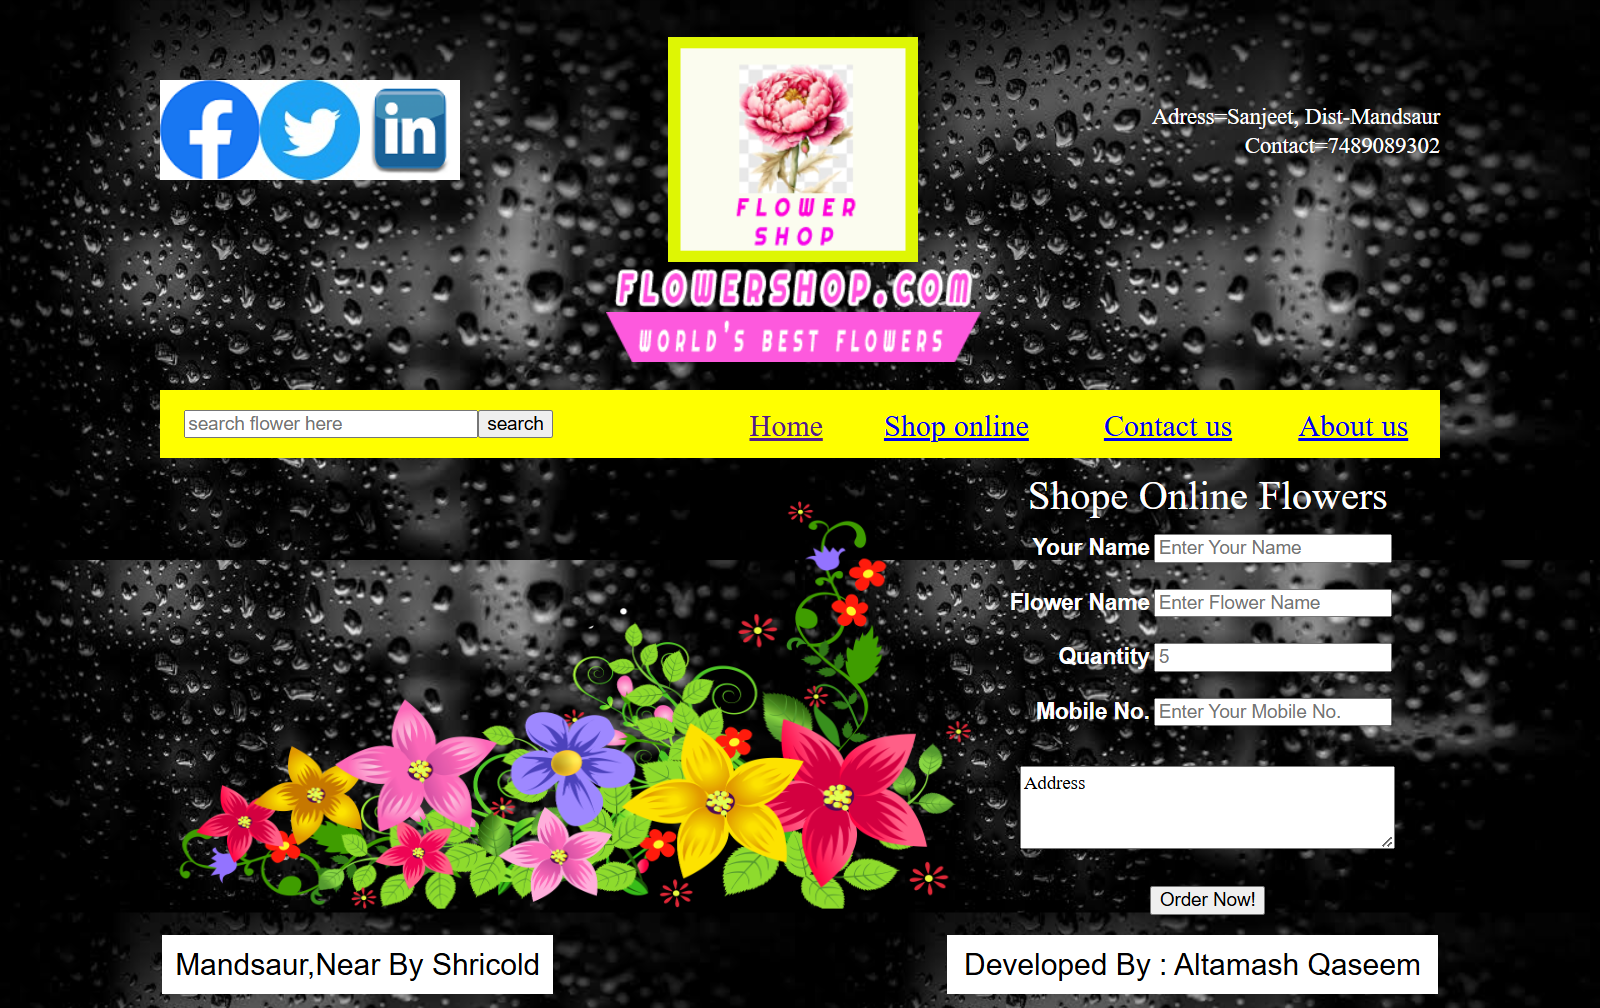 f
in
FLOWER
SHOP
FLOWERSHOP.COM
WORLD'S BEST FLOWERS
Adress=Sanjeet, Dist-Mandsaur
Contact=7489089302
search flower here
search
Home
Shop online
Contact us
About us
Shope Online Flowers
Your Name
Enter Your Name
Flower Name
Enter Flower Name
Quantity
5
Mobile No.
Enter Your Mobile No.
Address
Order Now!
Mandsaur,Near By Shricold
Developed By : Altamash Qaseem